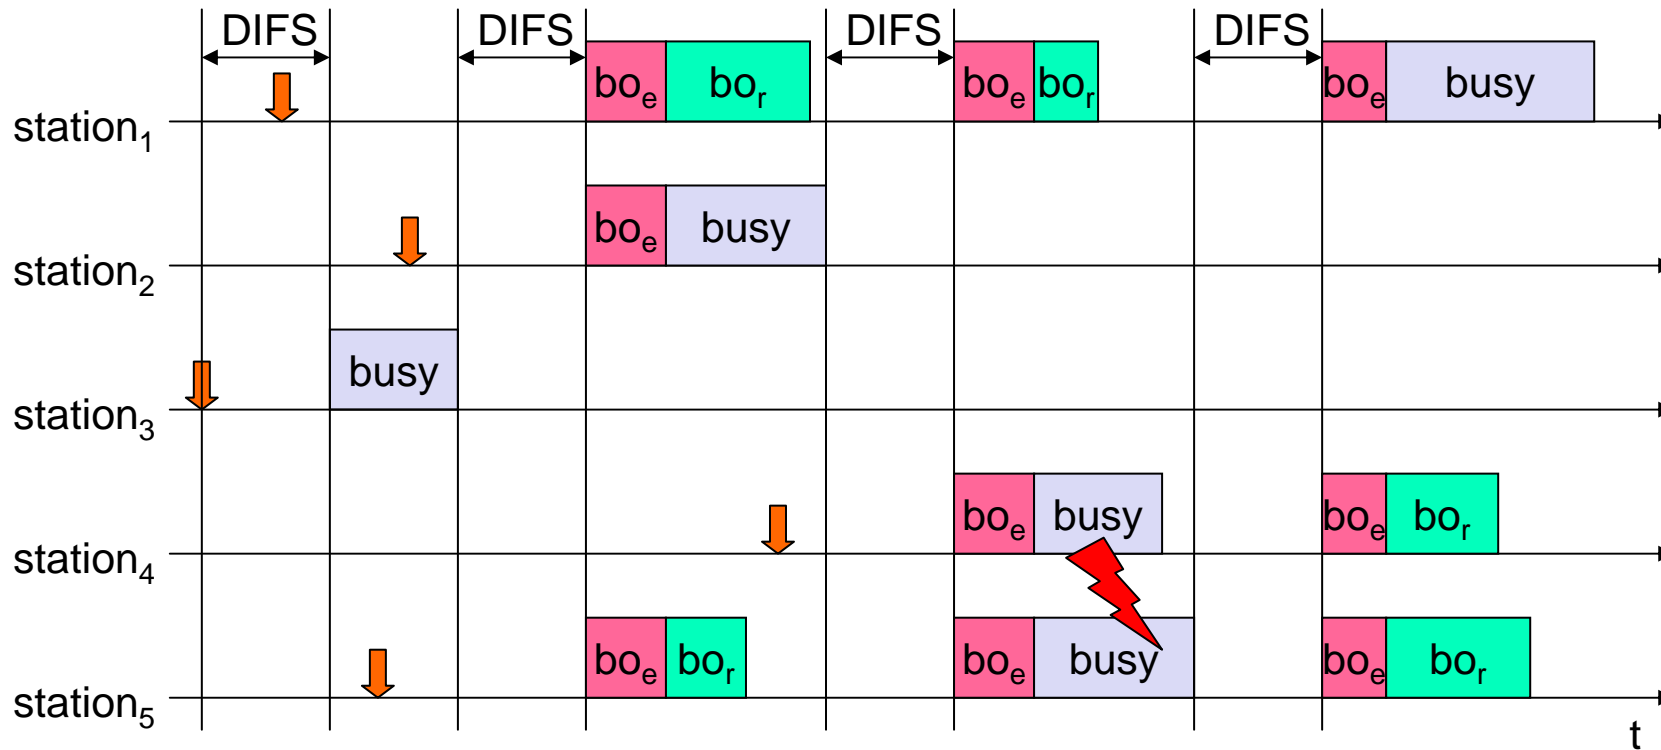 DIFS DIFS DIFS DIFS
station₁ boₑ boᵣ boₑ boᵣ boₑ busy
station₂ boₑ busy
station₃ busy
station₄ boₑ busy boₑ boᵣ
station₅ boₑ boᵣ boₑ busy boₑ boᵣ
t